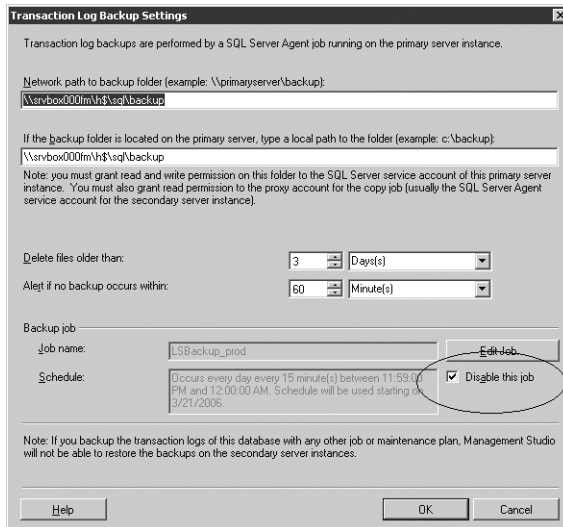 Transaction Log Backup Settings
Transaction log backups are performed by a SQL Server Agent job running on the primary server instance.
Network path to backup folder (example: \\primaryserver\backup):
\\srvbox000fm\h$\sql\backup
If the backup folder is located on the primary server, type a local path to the folder (example: c:\backup):
\\srvbox000fm\h$\sql\backup
Note: you must grant read and write permission on this folder to the SQL Server service account of this primary server
instance. You must also grant read permission to the proxy account for the copy job (usually the SQL Server Agent
service account for the secondary server instance).
Delete files older than: 3 Days(s)
Alert if no backup occurs within: 60 Minute(s)
Backup job
Job name: LSBackup_prod Edit Job...
Schedule: Occurs every day every 15 minute(s) between 11:59:00 Disable this job
PM and 12:00:00 AM. Schedule will be used starting on
3/21/2006.
Note: If you backup the transaction logs of this database with any other job or maintenance plan, Management Studio
will not be able to restore the backups on the secondary server instances.
Help OK Cancel